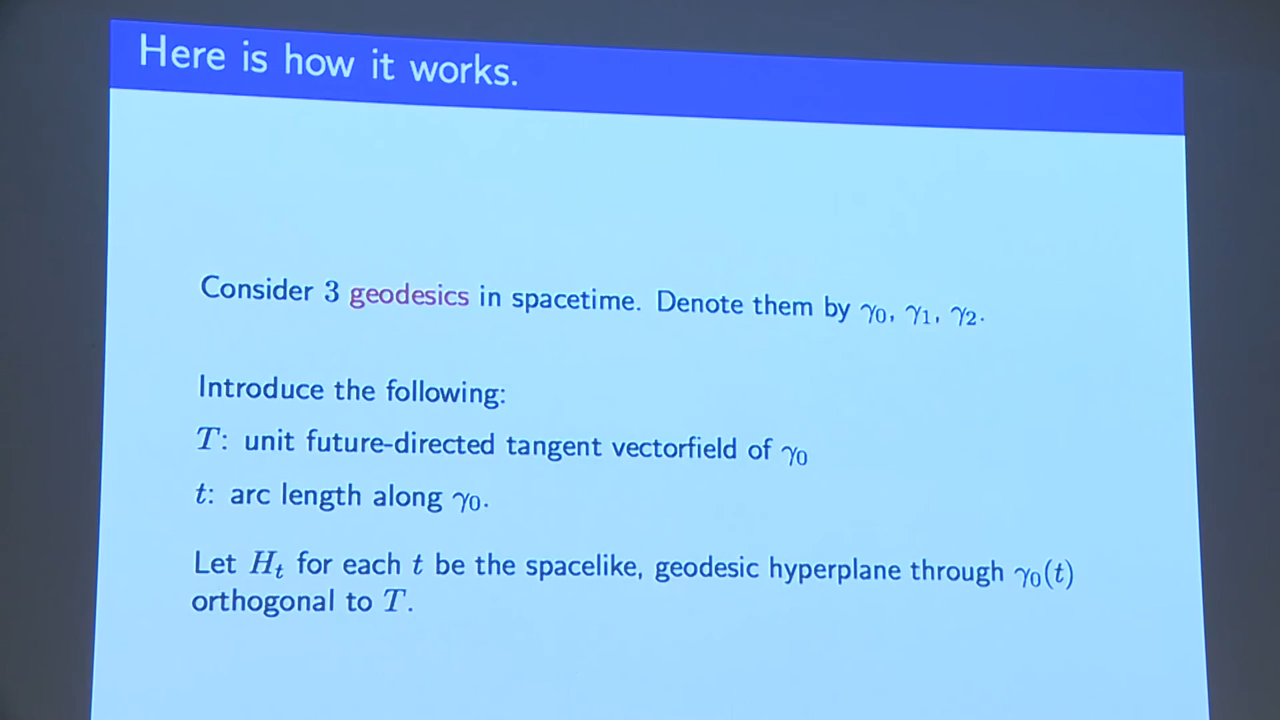 Here is how it works.
Consider 3 geodesics in spacetime. Denote them by γ₀, γ₁, γ₂.
Introduce the following:
T: unit future-directed tangent vectorfield of γ₀
t: arc length along γ₀.
Let Hₜ for each t be the spacelike, geodesic hyperplane through γ₀(t)
orthogonal to T.